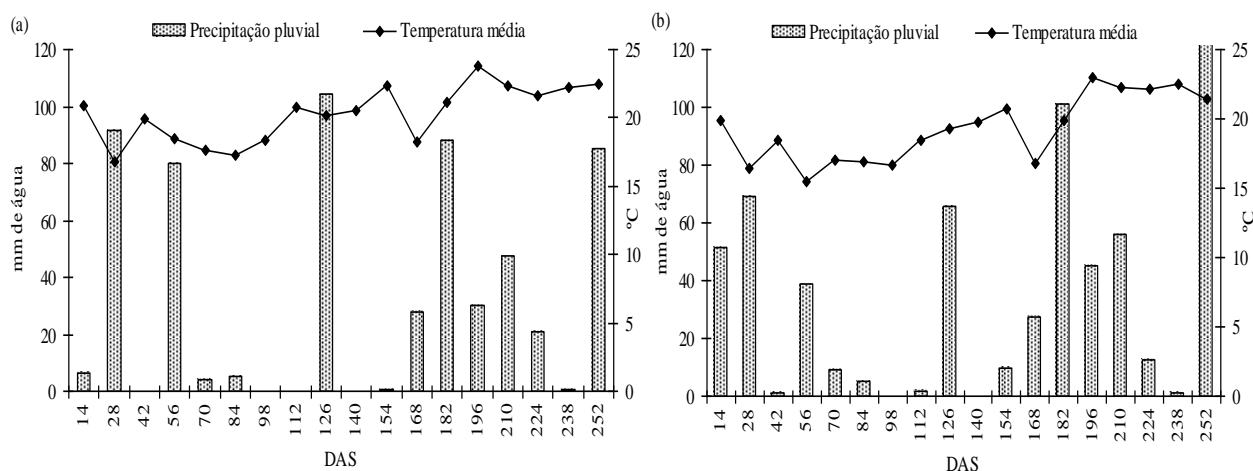 (a)
Precipitação pluvial Temperatura média
120 25
100 20
80 15
60
40 10
20 5
0 0
mm de água
ºC
14 28 42 56 70 84 98 112 126 140 154 168 182 196 210 224 238 252
DAS
(b)
Precipitação pluvial Temperatura média
120 25
100 20
80 15
60
40 10
20 5
0 0
mm de água
ºC
14 28 42 56 70 84 98 112 126 140 154 168 182 196 210 224 238 252
DAS